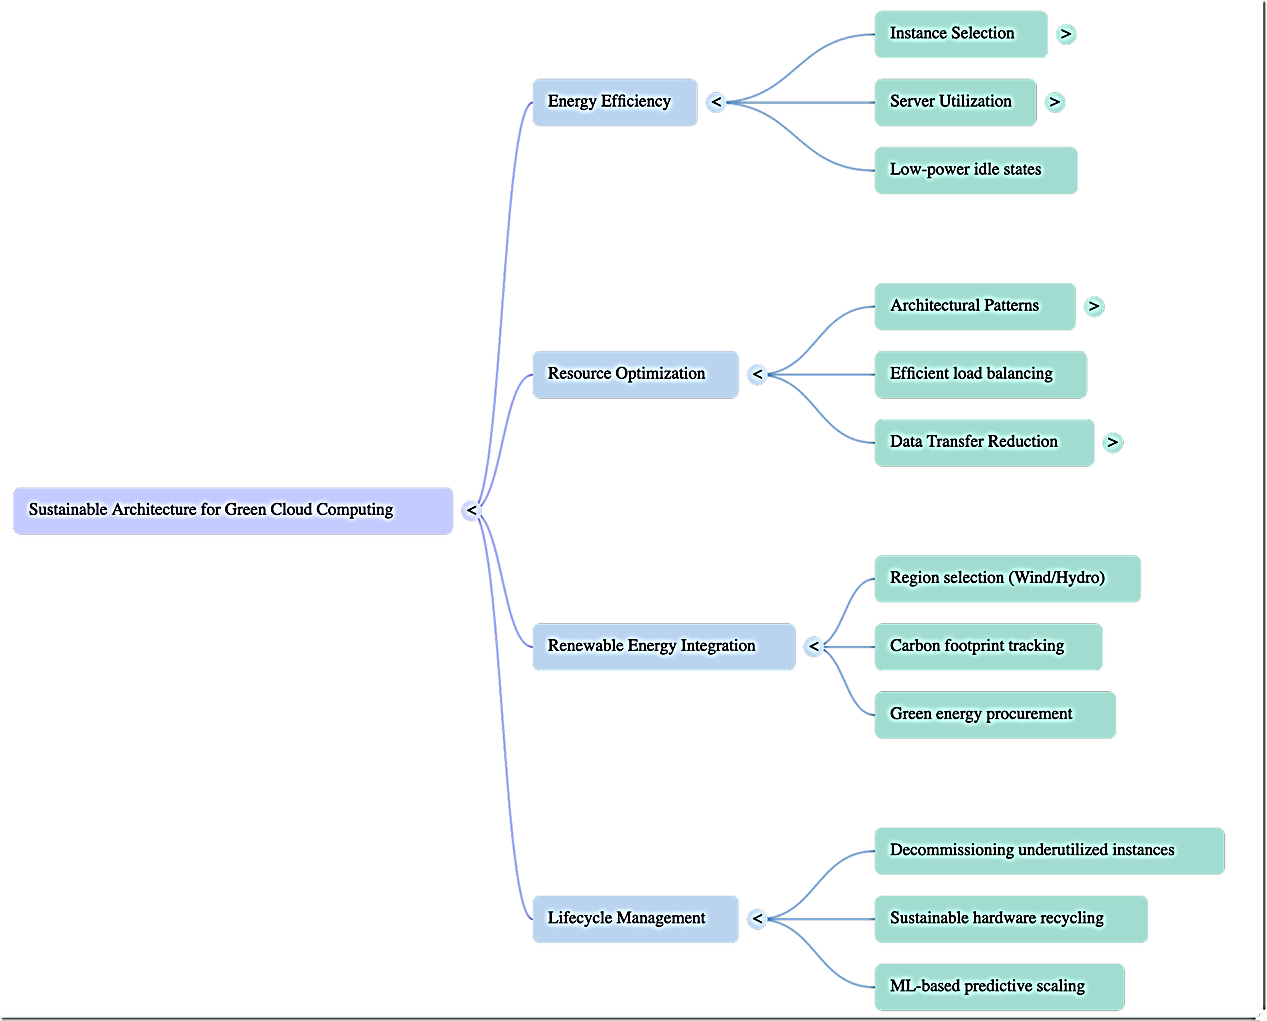 Instance Selection >
Energy Efficiency < Server Utilization >
Low-power idle states
Architectural Patterns >
Resource Optimization < Efficient load balancing
Data Transfer Reduction >
Sustainable Architecture for Green Cloud Computing <
Region selection (Wind/Hydro)
Renewable Energy Integration < Carbon footprint tracking
Green energy procurement
Decommissioning underutilized instances
Lifecycle Management < Sustainable hardware recycling
ML-based predictive scaling